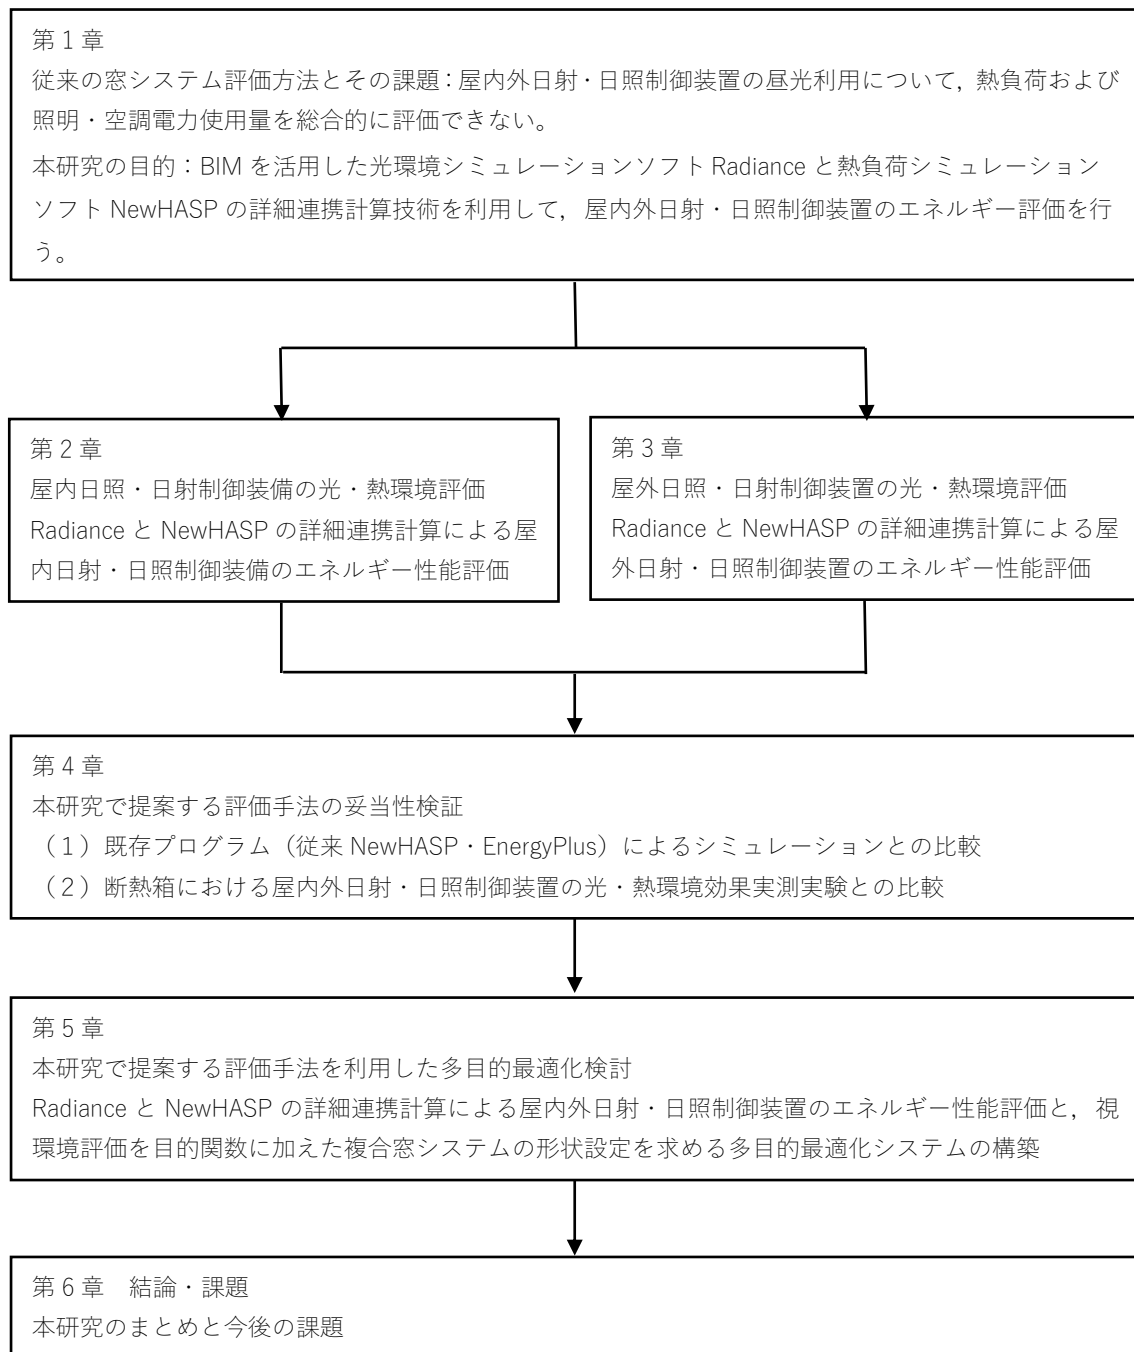 第1章
従来の窓システム評価方法とその課題：屋内外日射・日照制御装置の昼光利用について，熱負荷および
照明・空調電力使用量を総合的に評価できない。
本研究の目的：BIM を活用した光環境シミュレーションソフト Radiance と熱負荷シミュレーション
ソフト NewHASP の詳細連携計算技術を利用して，屋内外日射・日照制御装置のエネルギー評価を行
う。
第2章
屋内日照・日射制御装備の光・熱環境評価
Radiance と NewHASP の詳細連携計算による屋
内日射・日照制御装備のエネルギー性能評価
第3章
屋外日照・日射制御装置の光・熱環境評価
Radiance と NewHASP の詳細連携計算による屋
外日射・日照制御装置のエネルギー性能評価
第4章
本研究で提案する評価手法の妥当性検証
（1）既存プログラム（従来 NewHASP・EnergyPlus）によるシミュレーションとの比較
（2）断熱箱における屋内外日射・日照制御装置の光・熱環境効果実測実験との比較
第5章
本研究で提案する評価手法を利用した多目的最適化検討
Radiance と NewHASP の詳細連携計算による屋内外日射・日照制御装置のエネルギー性能評価と，視
環境評価を目的関数に加えた複合窓システムの形状設定を求める多目的最適化システムの構築
第6章　結論・課題
本研究のまとめと今後の課題